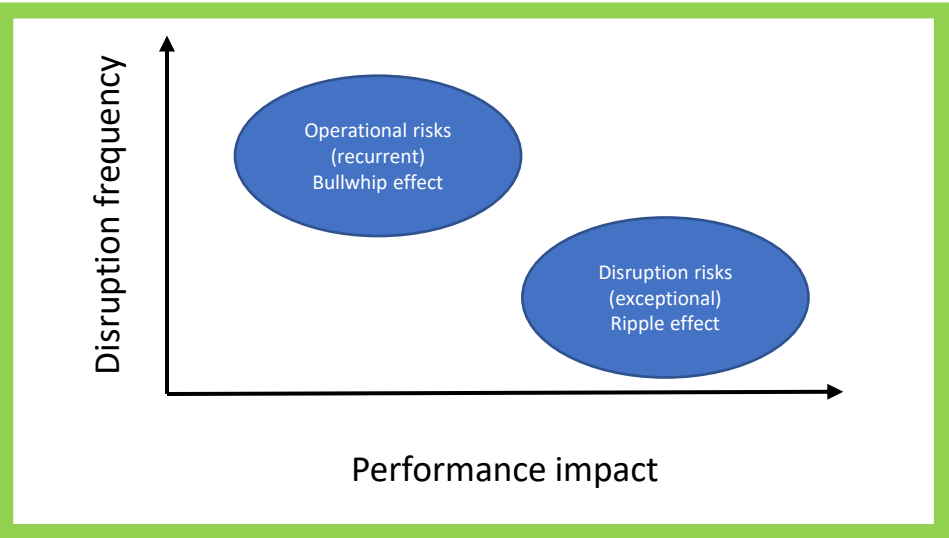 Disruption frequency
Operational risks
(recurrent)
Bullwhip effect
Disruption risks
(exceptional)
Ripple effect
Performance impact